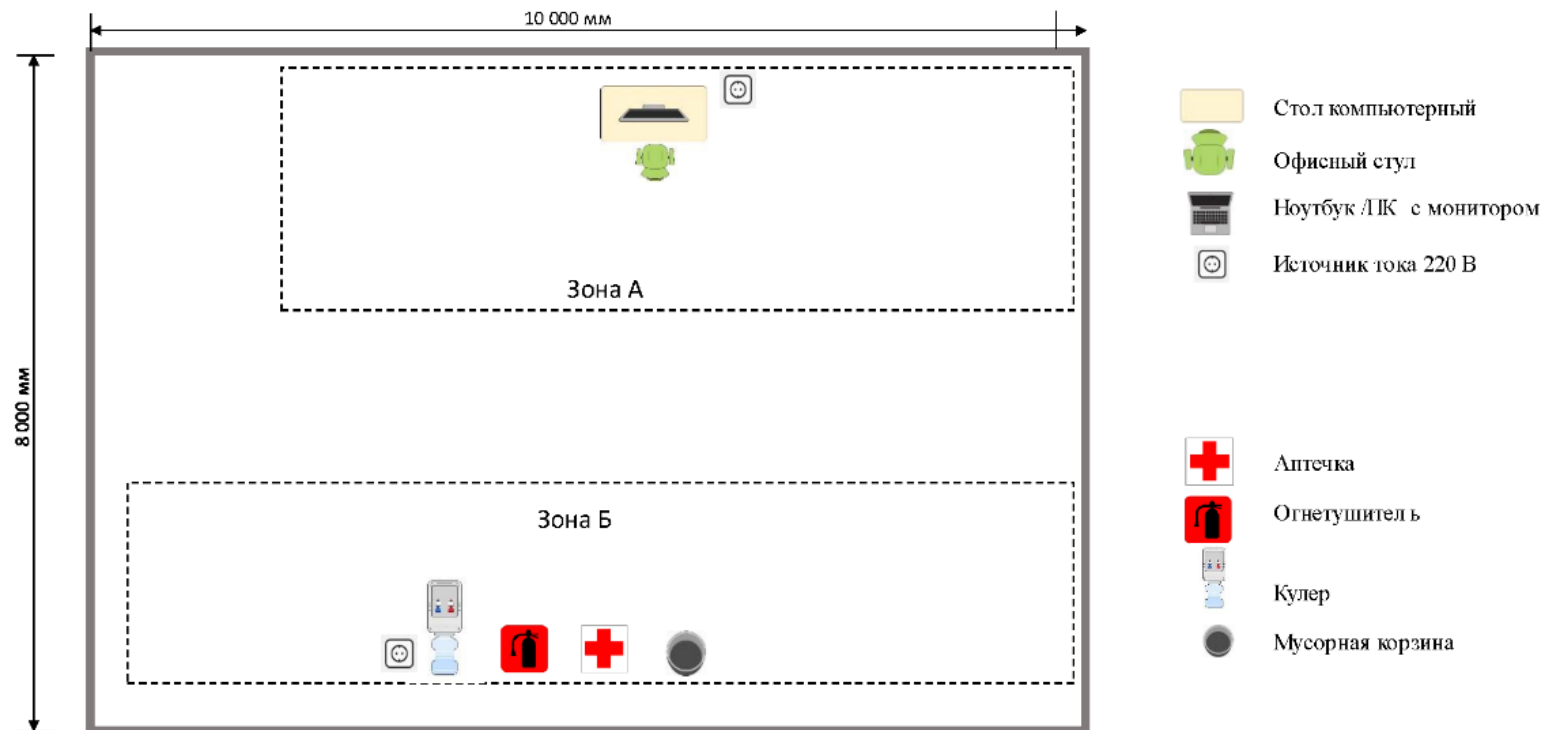 10 000 мм
8 000 мм
Зона А
Зона Б
Стол компьютерный
Офисный стул
Ноутбук /ПК с монитором
Источник тока 220 В
Аптечка
Огнетушитель
Кулер
Мусорная корзина